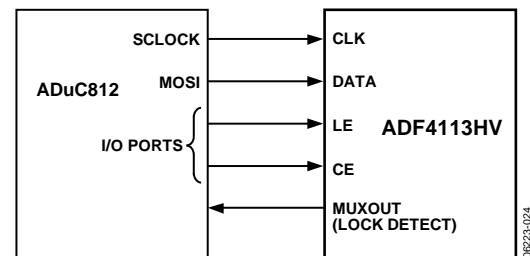 SCLOCK
CLK
ADuC812
MOSI
DATA
I/O PORTS
LE
ADF4113HV
CE
MUXOUT
(LOCK DETECT)
06223-024